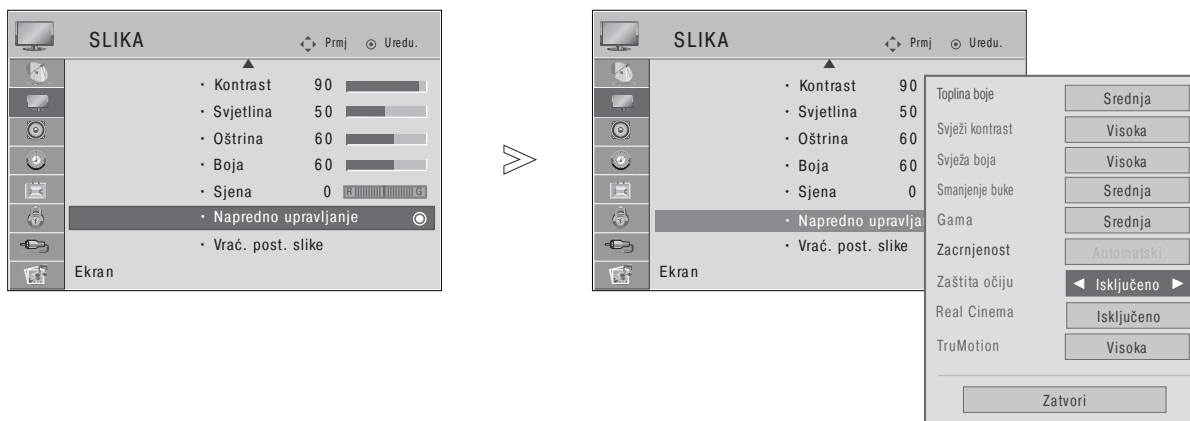 SLIKA Prmj Uredu.
• Kontrast 90
• Svjetlina 50
• Oštrina 60
• Boja 60
• Sjena 0 R G
• Napredno upravljanje
• Vrać. post. slike
Ekran
SLIKA Prmj Uredu.
• Kontrast 90
• Svjetlina 50
• Oštrina 60
• Boja 60
• Sjena 0
• Napredno upravlja
• Vrać. post. slike
Ekran
Toplina boje Srednja
Svježi kontrast Visoka
Svježa boja Visoka
Smanjenje buke Srednja
Gama Srednja
Zacrnjenost Automatski
Zaštita očiju ◀ Isključeno ▶
Real Cinema Isključeno
TruMotion Visoka
Zatvori